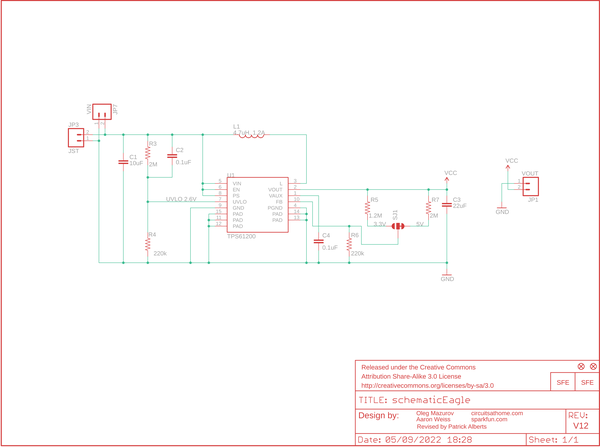 VIN
JP7
JP3
2
1
JST
L1
4.7uH, 1.2A
R3
2M
C2
0.1uF
C1
10uF
U1
VIN
EN
PS
UVLO
GND
PAD
PAD
PAD
L
VOUT
VAUX
FB
PGND
PAD
PAD
TPS61200
UVLO 2.6V
R4
220k
C4
0.1uF
R6
220k
R5
1.2M
3.3V
SJ1
5V
R7
2M
VCC
C3
22uF
GND
VCC
VOUT
JP1
GND
Released under the Creative Commons
Attribution Share-Alike 3.0 License
http://creativecommons.org/licenses/by-sa/3.0
SFE
SFE
TITLE: schematicEagle
Design by:
Oleg Mazurov
circuitsathome.com
Aaron Weiss
sparkfun.com
Revised by Patrick Alberts
REV:
V12
Date: 05/09/2022 18:28
Sheet: 1/1